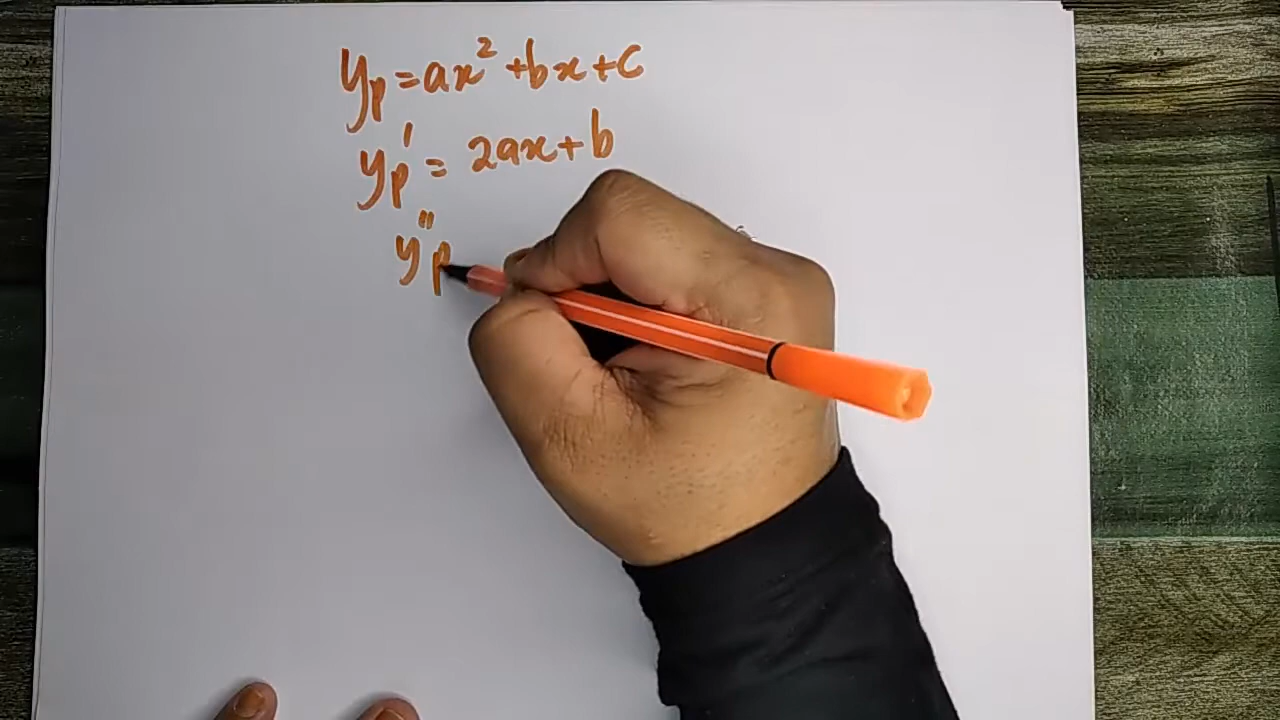 yp = ax² + bx + c
yp' = 2ax + b
y"p